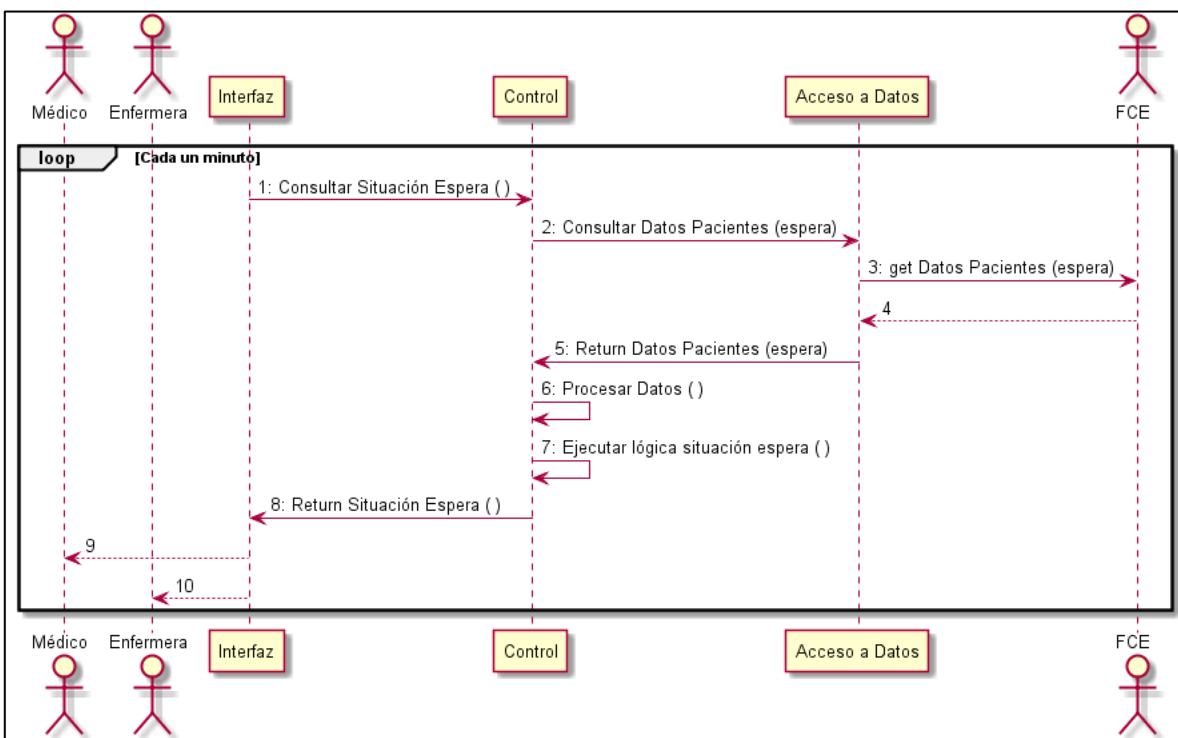 Médico Enfermera Interfaz Control Acceso a Datos FCE
loop [Cada un minuto]
1: Consultar Situación Espera ( )
2: Consultar Datos Pacientes (espera)
3: get Datos Pacientes (espera)
4
5: Return Datos Pacientes (espera)
6: Procesar Datos ( )
7: Ejecutar lógica situación espera ( )
8: Return Situación Espera ( )
9
10
Médico Enfermera Interfaz Control Acceso a Datos FCE